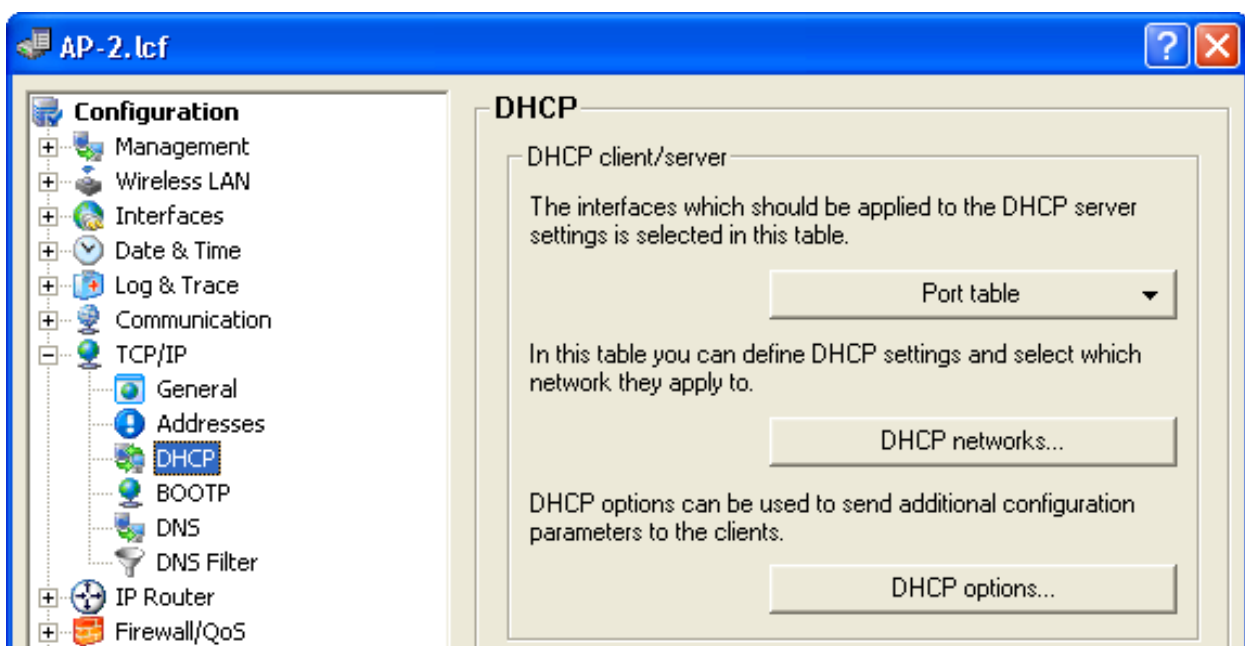 AP-2.lcf
Configuration
Management
Wireless LAN
Interfaces
Date & Time
Log & Trace
Communication
TCP/IP
General
Addresses
DHCP
BOOTP
DNS
DNS Filter
IP Router
Firewall/QoS
DHCP
DHCP client/server
The interfaces which should be applied to the DHCP server
settings is selected in this table.
Port table
In this table you can define DHCP settings and select which
network they apply to.
DHCP networks...
DHCP options can be used to send additional configuration
parameters to the clients.
DHCP options...